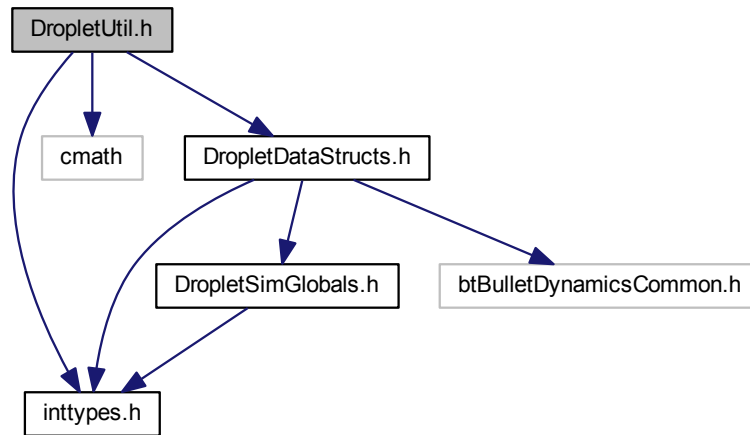 DropletUtil.h
cmath
DropletDataStructs.h
DropletSimGlobals.h
btBulletDynamicsCommon.h
inttypes.h